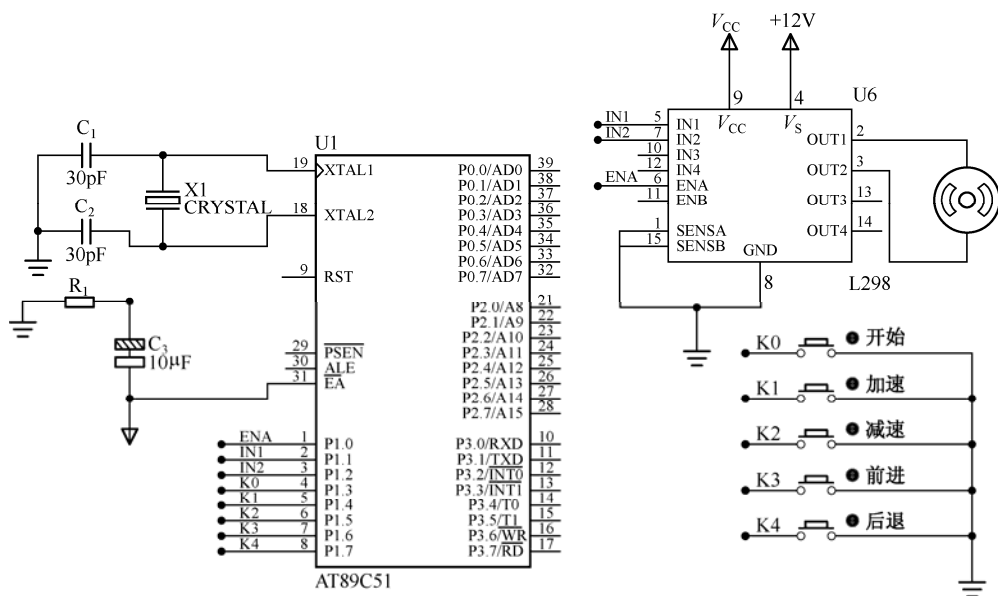 C1
30pF
X1
CRYSTAL
C2
30pF
R1
C3
10μF
U1
19 XTAL1
18 XTAL2
9 RST
29 PSEN
30 ALE
31 EA
ENA 1 P1.0
IN1 2 P1.1
IN2 3 P1.2
K0 4 P1.3
K1 5 P1.4
K2 6 P1.5
K3 7 P1.6
K4 8 P1.7
P0.0/AD0 39
P0.1/AD1 38
P0.2/AD2 37
P0.3/AD3 36
P0.4/AD4 35
P0.5/AD5 34
P0.6/AD6 33
P0.7/AD7 32
P2.0/A8 21
P2.1/A9 22
P2.2/A10 23
P2.3/A11 24
P2.4/A12 25
P2.5/A13 26
P2.6/A14 27
P2.7/A15 28
P3.0/RXD 10
P3.1/TXD 11
P3.2/INT0 12
P3.3/INT1 13
P3.4/T0 14
P3.5/T1 15
P3.6/WR 16
P3.7/RD 17
AT89C51
VCC +12V
9 4 U6
VCC VS
IN1 5 IN1
IN2 7 IN2
10 IN3
12 IN4
ENA 6 ENA
11 ENB
1 SENSA
15 SENSB
OUT1 2
OUT2 3
OUT3 13
OUT4 14
GND
8
L298
K0 开始
K1 加速
K2 减速
K3 前进
K4 后退